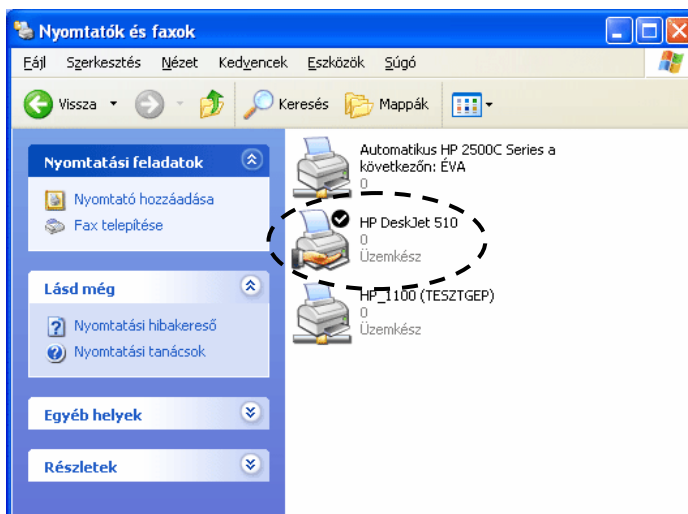 Nyomtatók és faxok
Fájl Szerkesztés Nézet Kedvencek Eszközök Súgó
Vissza Keresés Mappák
Nyomtatási feladatok
Nyomtató hozzáadása
Fax telepítése
Lásd még
Nyomtatási hibakereső
Nyomtatási tanácsok
Egyéb helyek
Részletek
Automatikus HP 2500C Series a
következőn: ÉVA
0
HP DeskJet 510
0
Üzemkész
HP_1100 (TESZTGEP)
0
Üzemkész